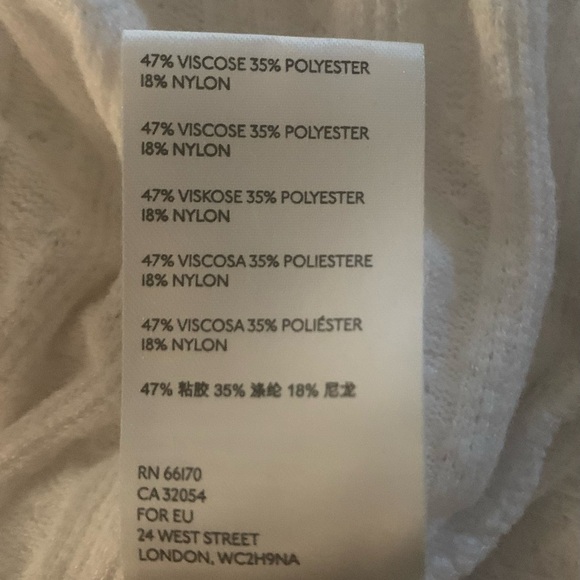 47% VISCOSE 35% POLYESTER
18% NYLON
47% VISCOSE 35% POLYESTER
18% NYLON
47% VISKOSE 35% POLYESTER
18% NYLON
47% VISCOSA 35% POLIESTERE
18% NYLON
47% VISCOSA 35% POLIÉSTER
18% NYLON
47% 粘胶 35% 涤纶 18% 尼龙
RN 66170
CA 32054
FOR EU
24 WEST STREET
LONDON, WC2H9NA